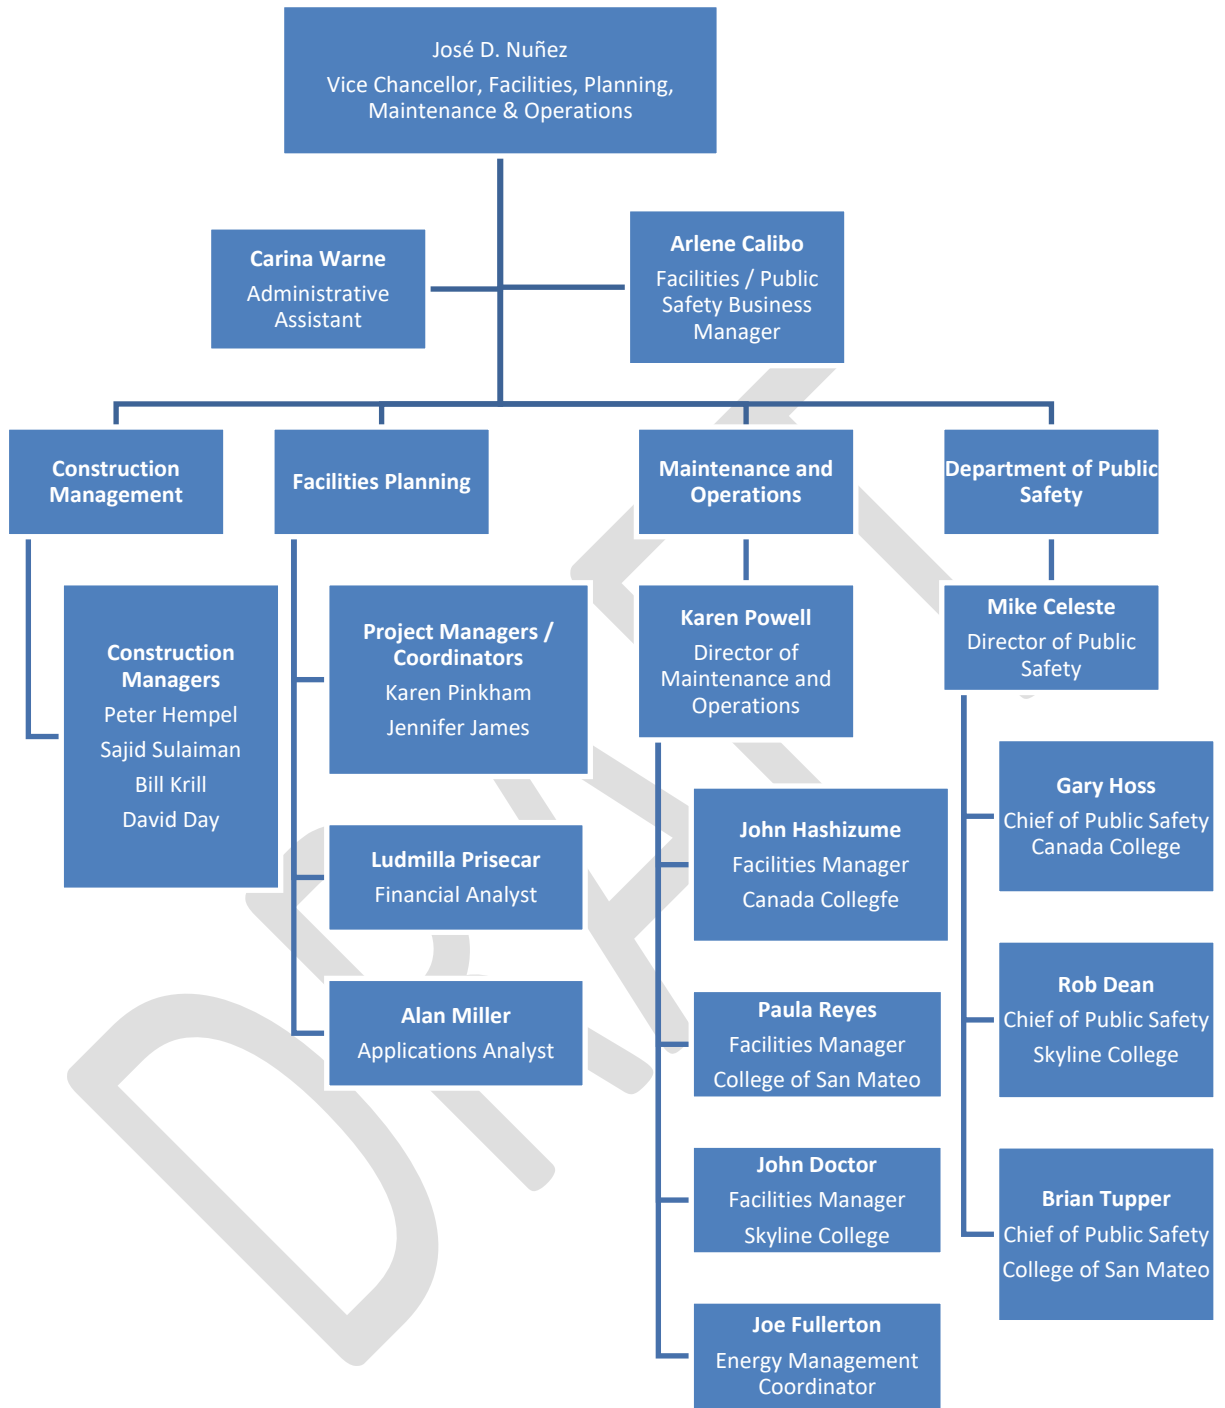 José D. Nuñez
Vice Chancellor, Facilities, Planning,
Maintenance & Operations
Carina Warne
Administrative
Assistant
Arlene Calibo
Facilities / Public
Safety Business
Manager
Construction
Management
Facilities Planning
Maintenance and
Operations
Department of Public
Safety
Construction
Managers
Peter Hempel
Sajid Sulaiman
Bill Krill
David Day
Project Managers /
Coordinators
Karen Pinkham
Jennifer James
Ludmilla Prisecar
Financial Analyst
Alan Miller
Applications Analyst
Karen Powell
Director of
Maintenance and
Operations
John Hashizume
Facilities Manager
Canada Collegfe
Paula Reyes
Facilities Manager
College of San Mateo
John Doctor
Facilities Manager
Skyline College
Joe Fullerton
Energy Management
Coordinator
Mike Celeste
Director of Public
Safety
Gary Hoss
Chief of Public Safety
Canada College
Rob Dean
Chief of Public Safety
Skyline College
Brian Tupper
Chief of Public Safety
College of San Mateo
DRAFT